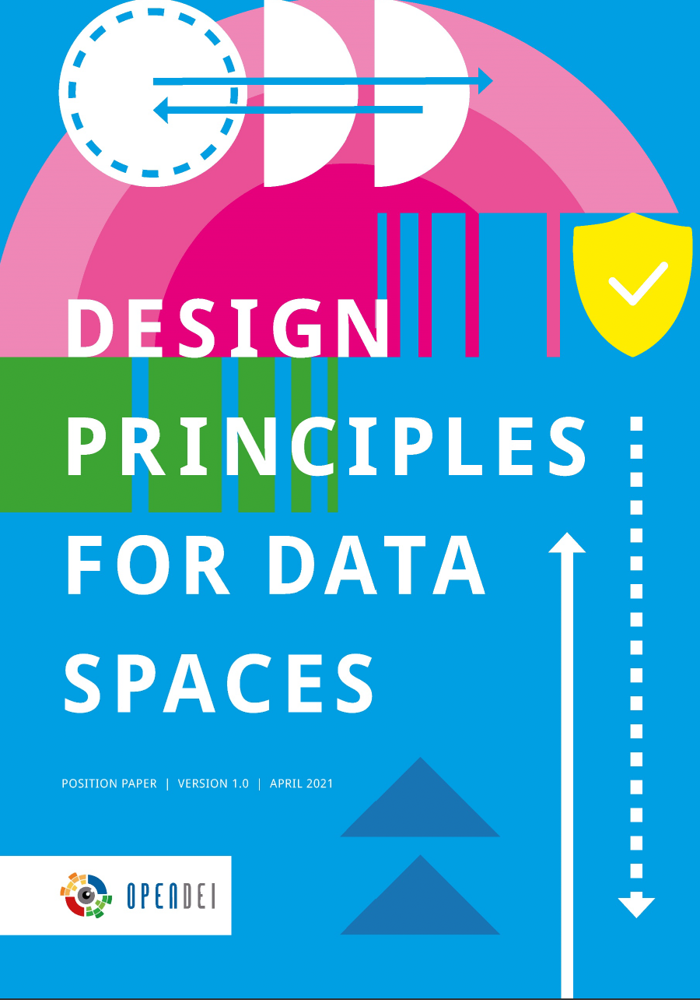 DESIGN
PRINCIPLES
FOR DATA
SPACES
POSITION PAPER | VERSION 1.0 | APRIL 2021
OPENDEI